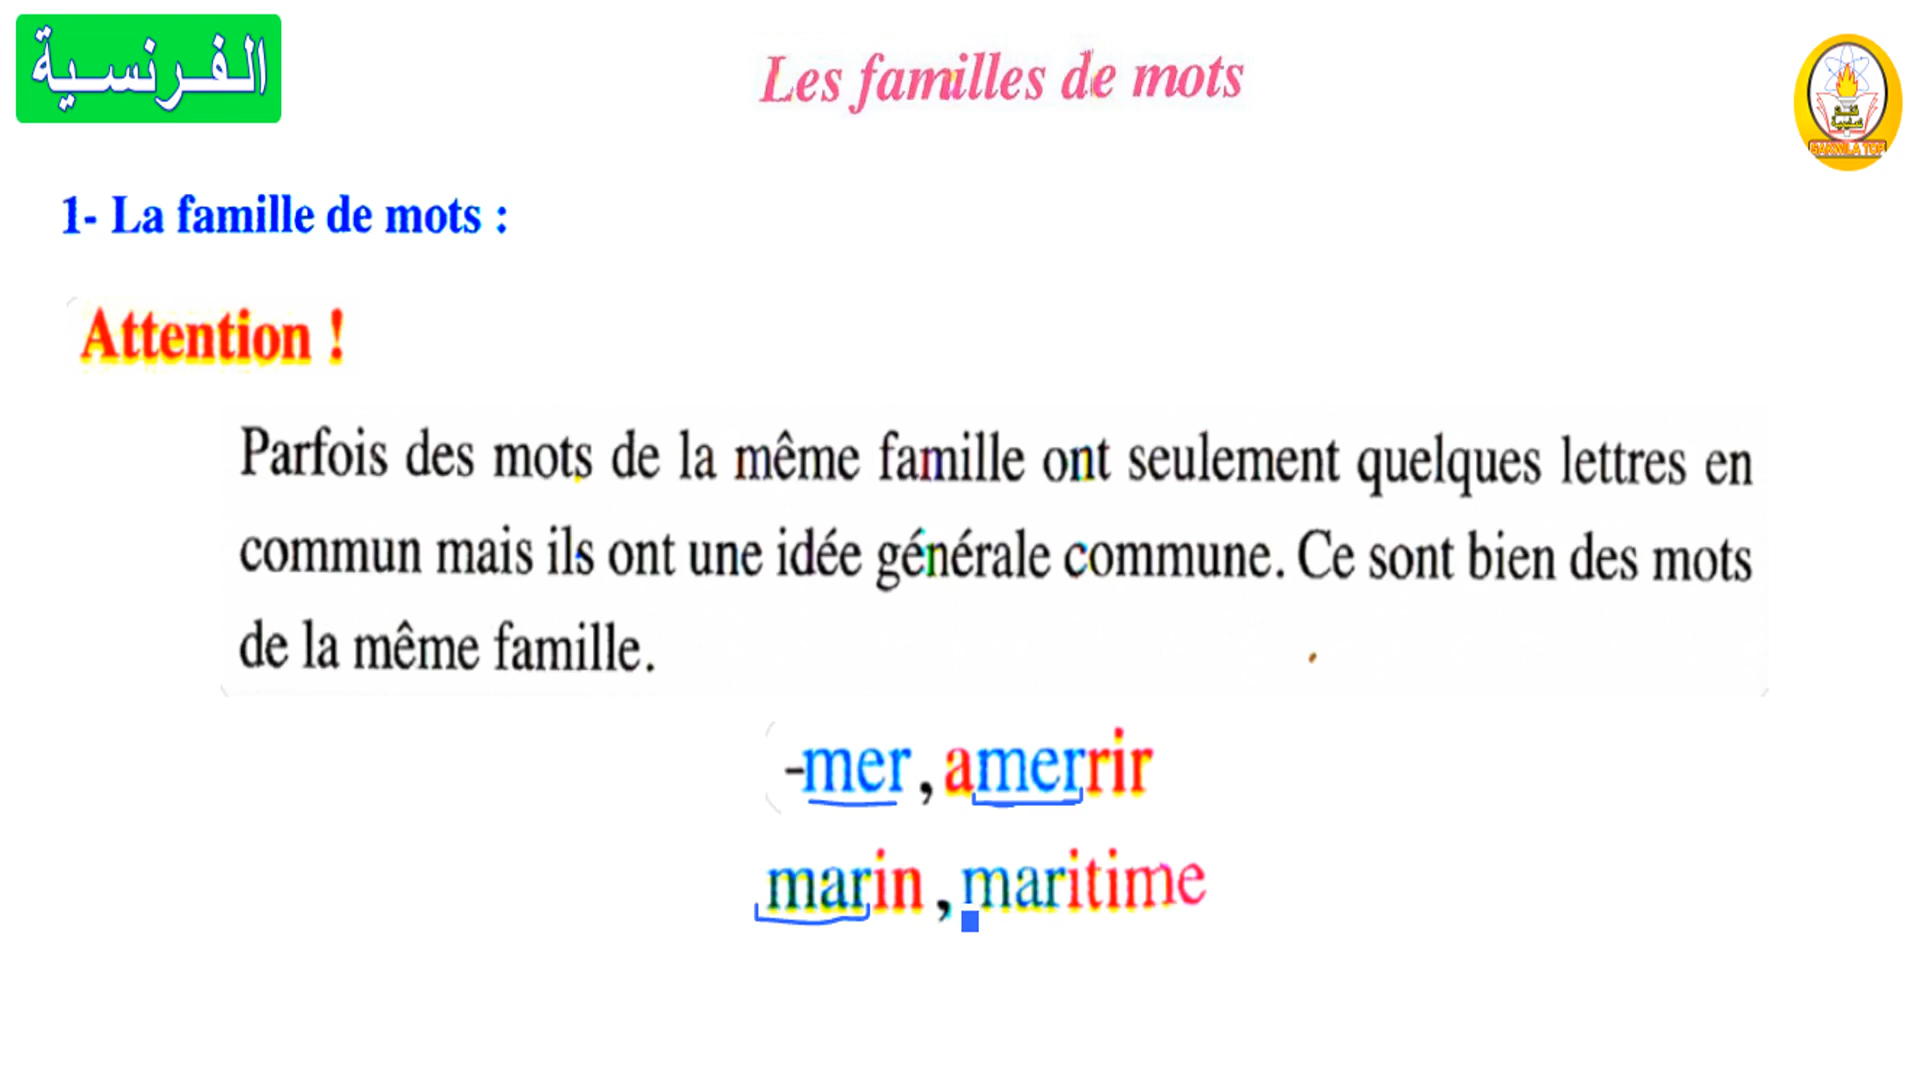 الفرنسية
Les familles de mots
1- La famille de mots :
Attention !
Parfois des mots de la même famille ont seulement quelques lettres en
commun mais ils ont une idée générale commune. Ce sont bien des mots
de la même famille.
-mer, amerrir
marin, maritime